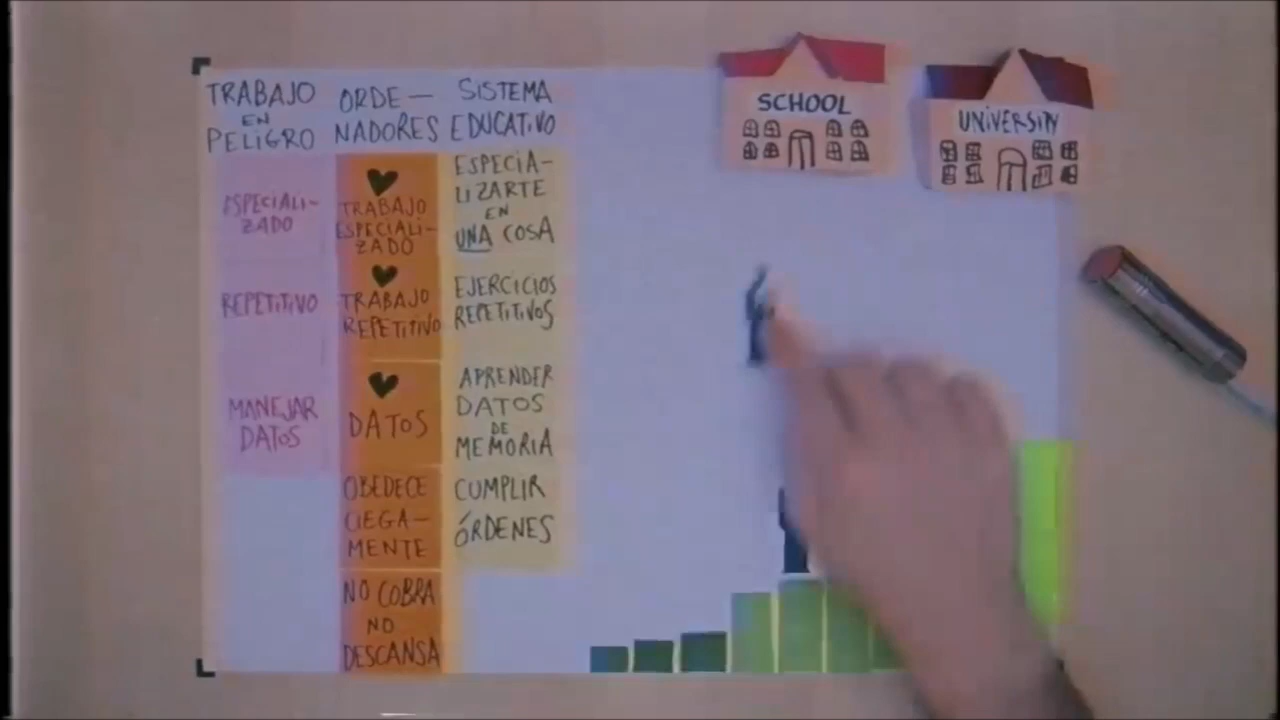 TRABAJO
EN
PELIGRO
ORDE—
NADORES
SISTEMA
EDUCATIVO
ESPECIALI-
ZADO
REPETITIVO
MANEJAR
DATOS
TRABAJO
ESPECIALI-
ZADO
TRABAJO
REPETITIVO
DATOS
OBEDECE
CIEGA—
MENTE
NO COBRA
NO
DESCANSA
ESPECIA-
LIZARTE
EN
UNA COSA
EJERCICIOS
REPETITIVOS
APRENDER
DATOS
DE
MEMORIA
CUMPLIR
ÓRDENES
SCHOOL
UNIVERSITY